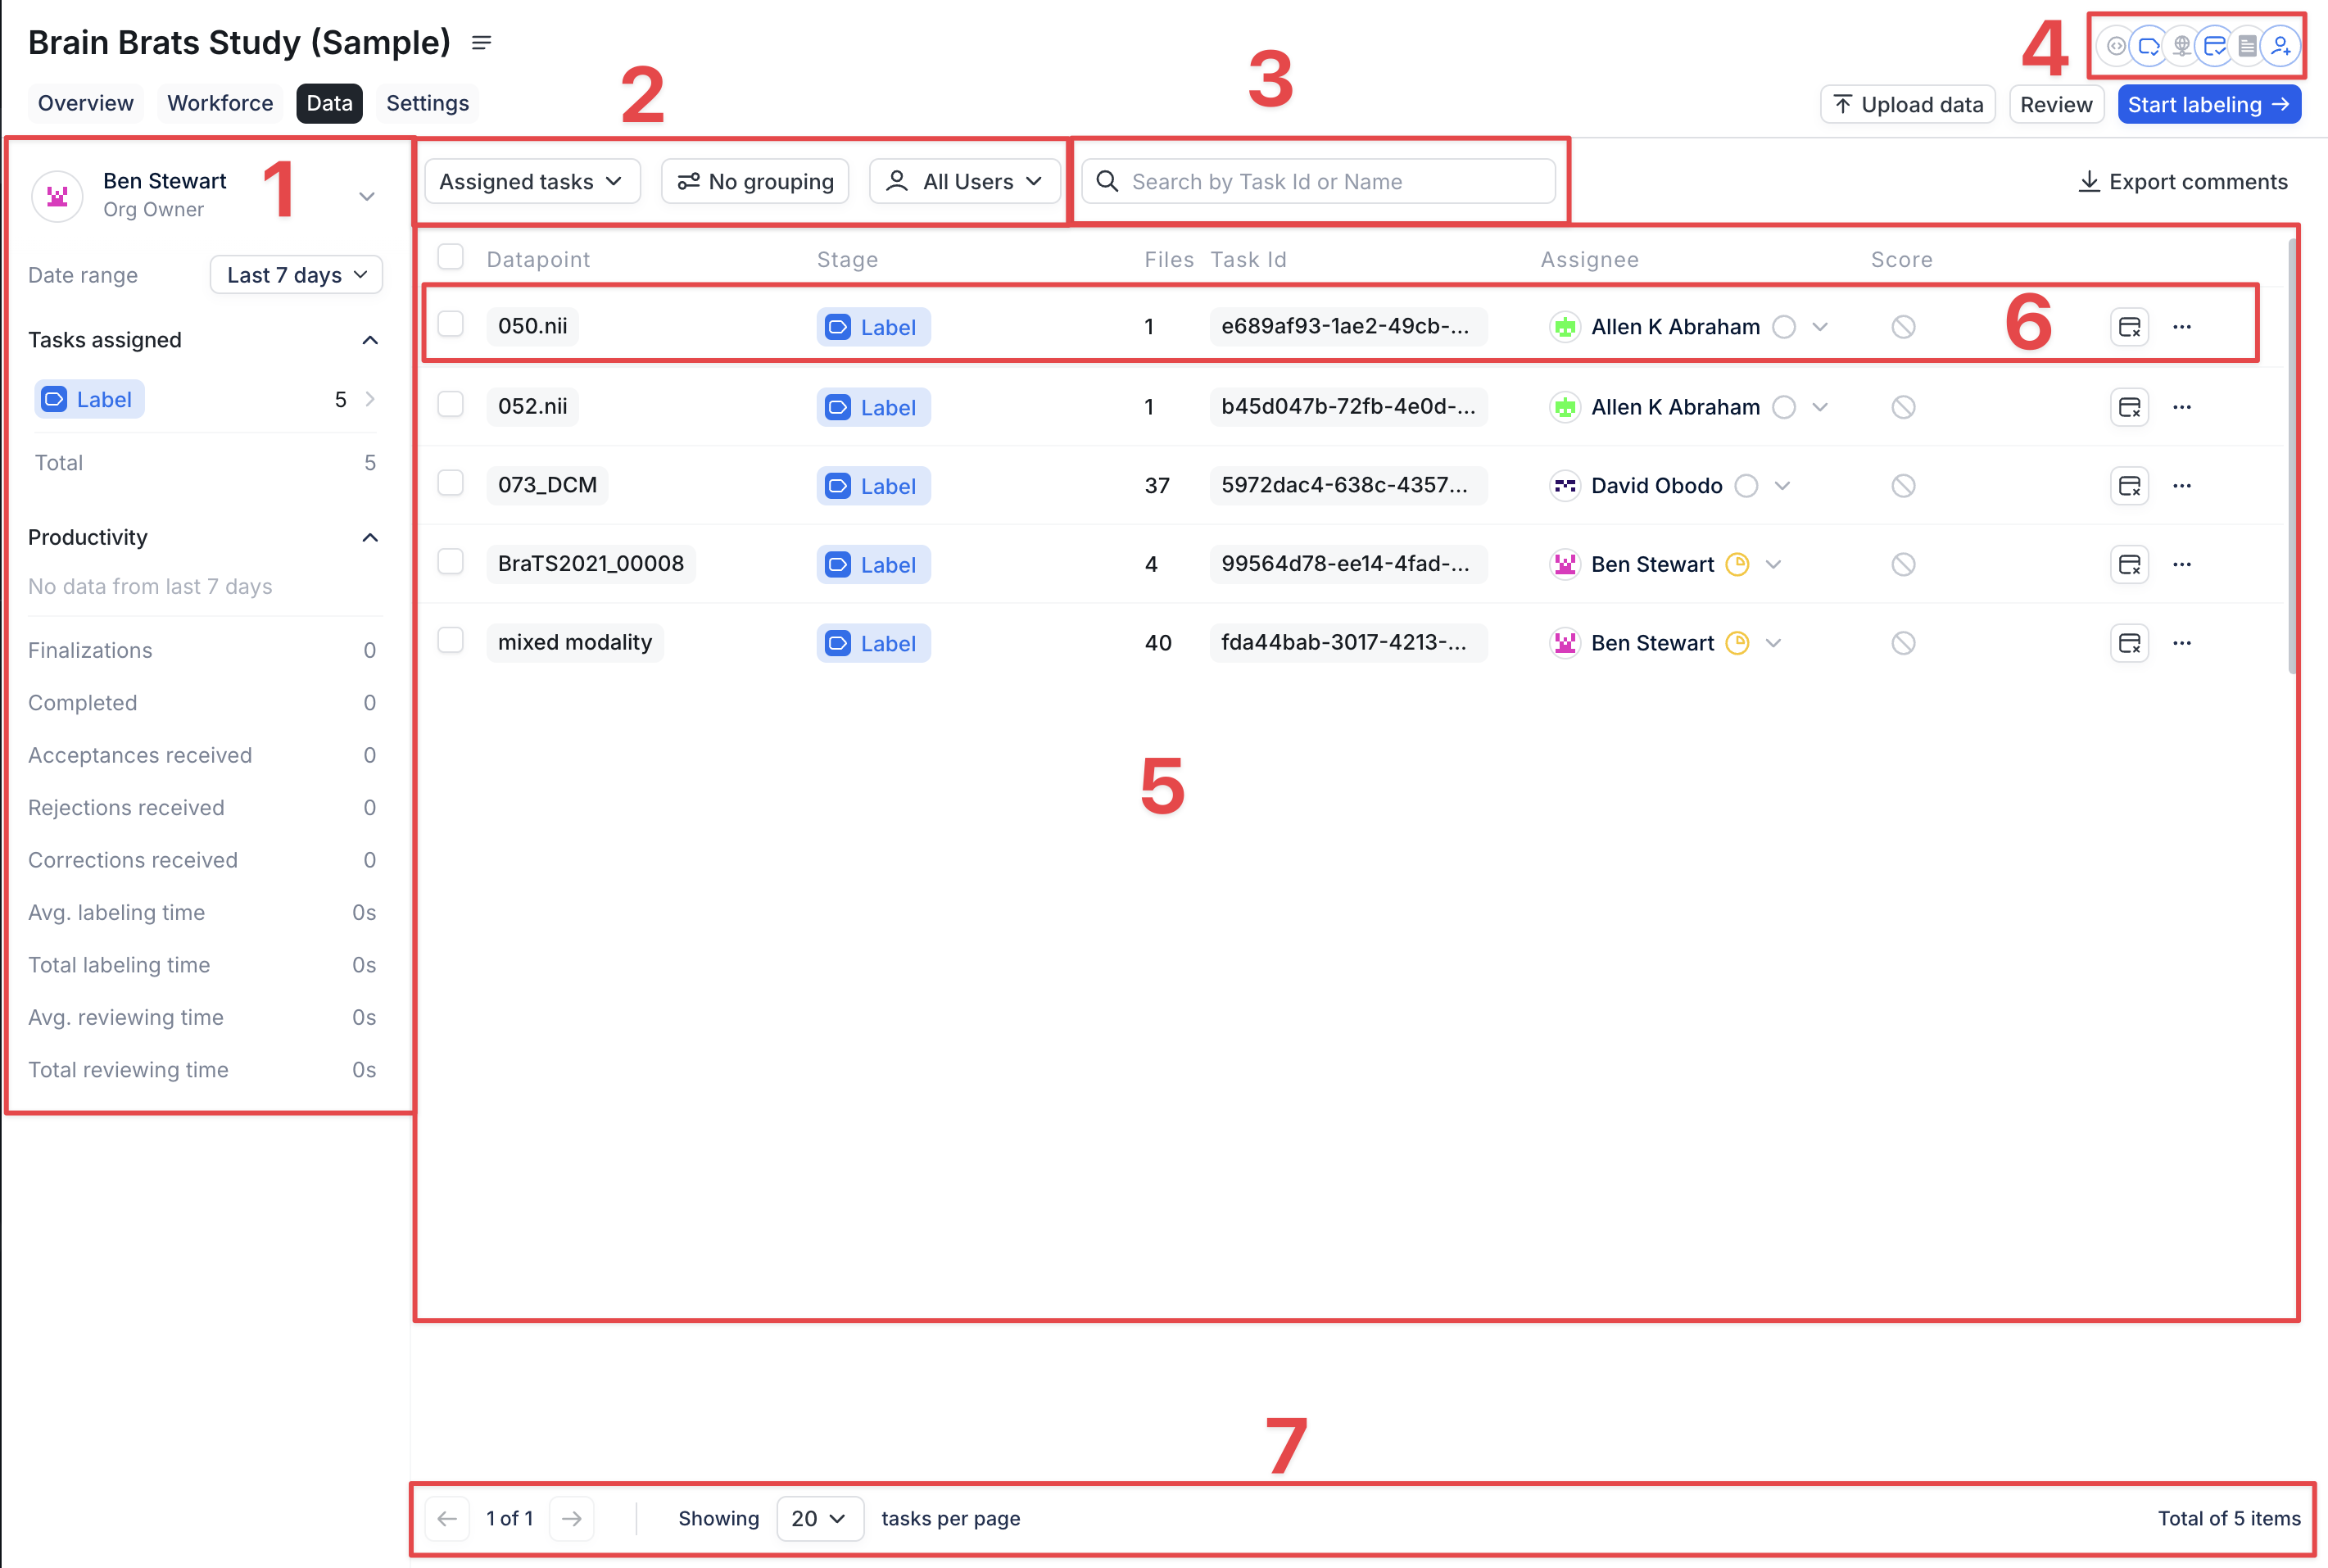 Brain Brats Study (Sample)
4
Overview Workforce Data Settings
2
3
Upload data Review Start labeling →
1
Ben Stewart
Org Owner
Assigned tasks No grouping All Users Search by Task Id or Name Export comments
Date range Last 7 days
Tasks assigned
Label 5
Total 5
Productivity
No data from last 7 days
Finalizations 0
Completed 0
Acceptances received 0
Rejections received 0
Corrections received 0
Avg. labeling time 0s
Total labeling time 0s
Avg. reviewing time 0s
Total reviewing time 0s
Datapoint Stage Files Task Id Assignee Score
050.nii Label 1 e689af93-1ae2-49cb-... Allen K Abraham 6 ...
052.nii Label 1 b45d047b-72fb-4e0d-... Allen K Abraham ...
073_DCM Label 37 5972dac4-638c-4357... David Obodo ...
BraTS2021_00008 Label 4 99564d78-ee14-4fad-... Ben Stewart ...
mixed modality Label 40 fda44bab-3017-4213-... Ben Stewart ...
5
7
← 1 of 1 → Showing 20 tasks per page Total of 5 items